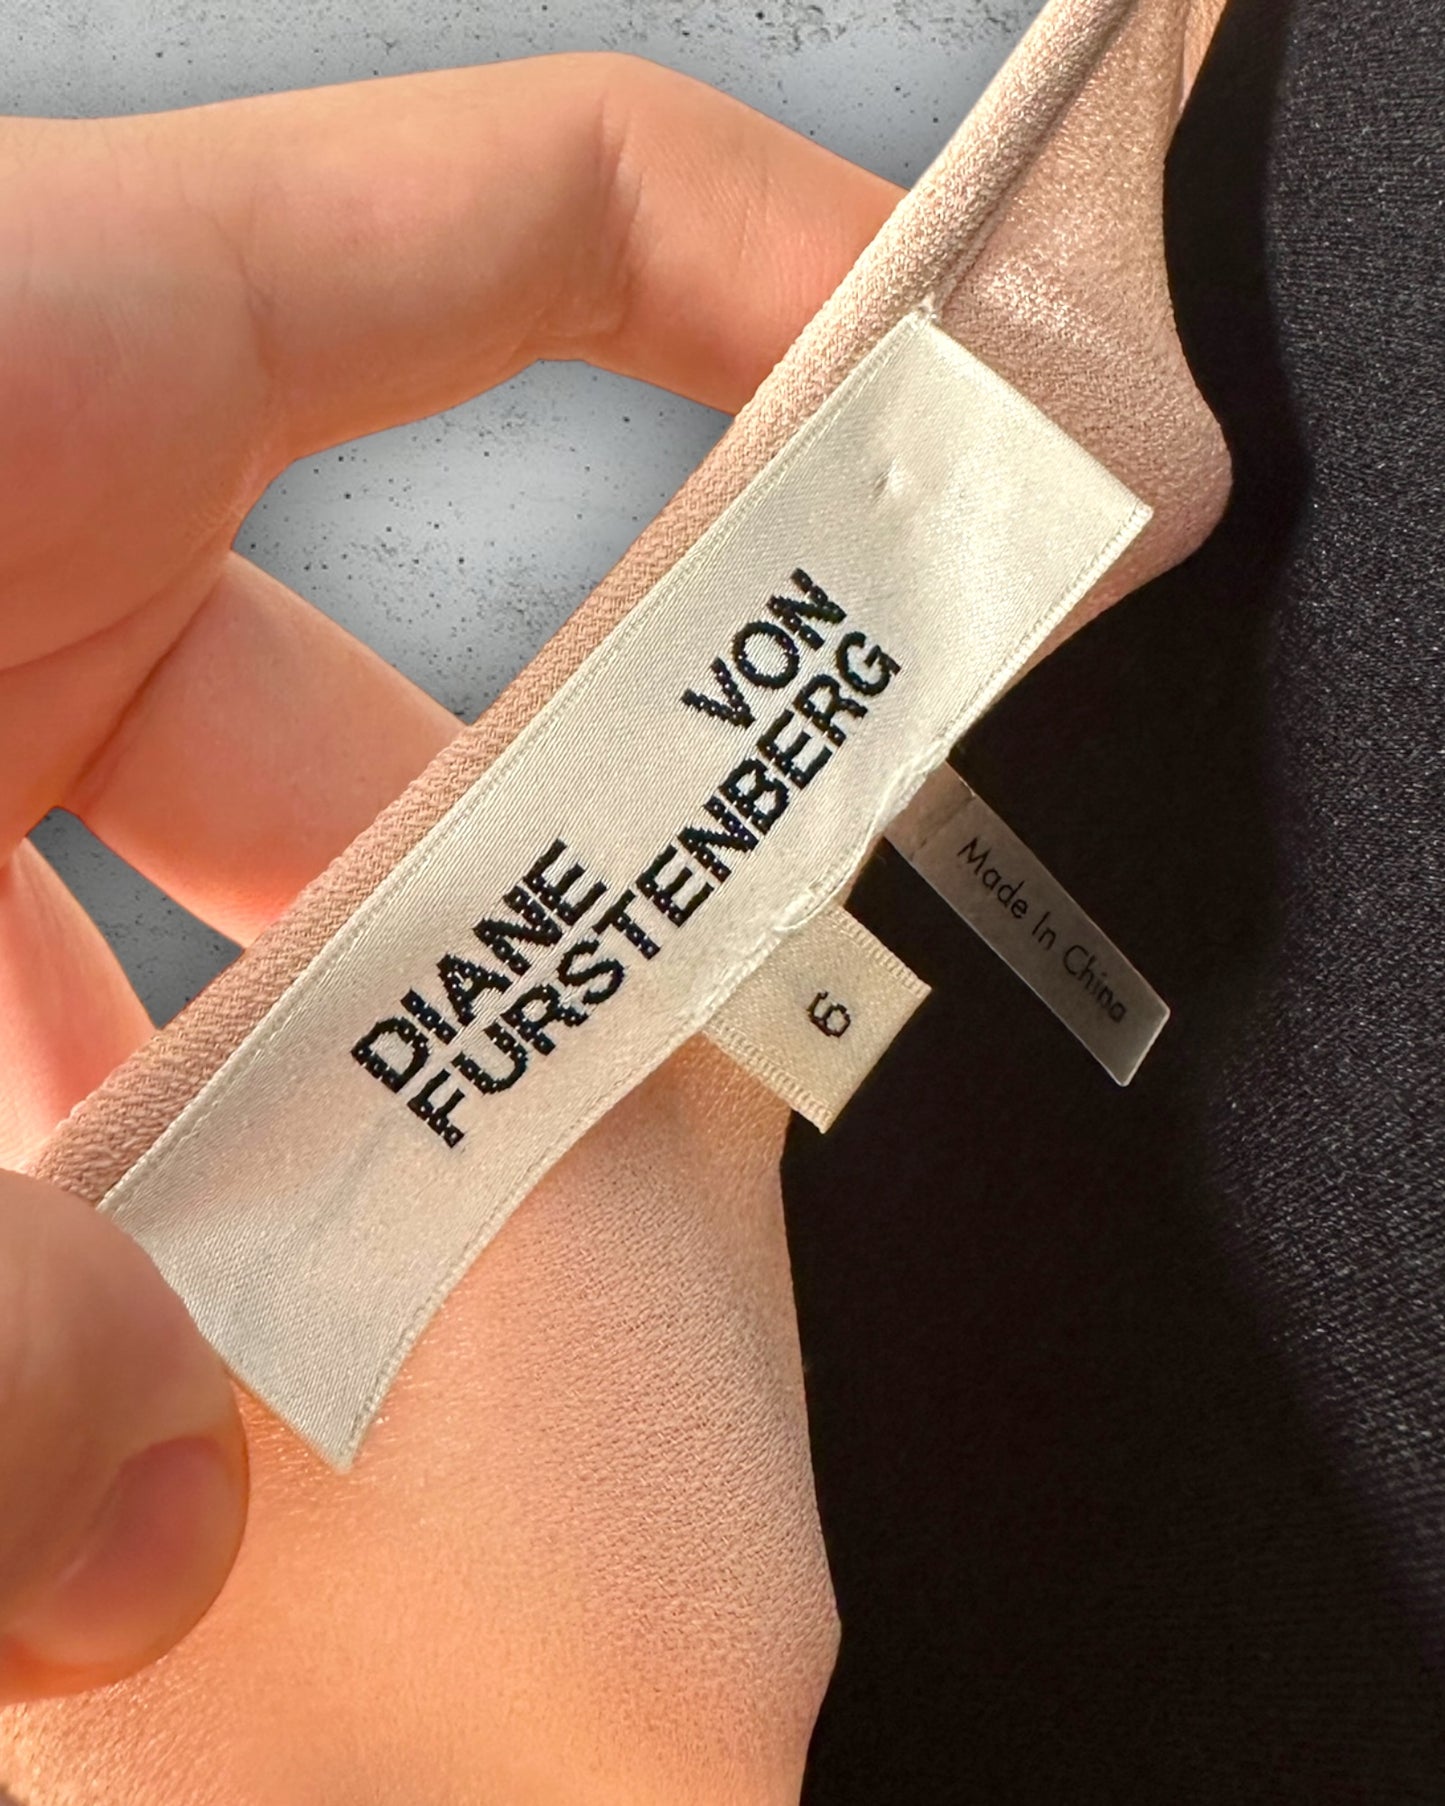 DIANE VON
FURSTENBERG
6
Made In China